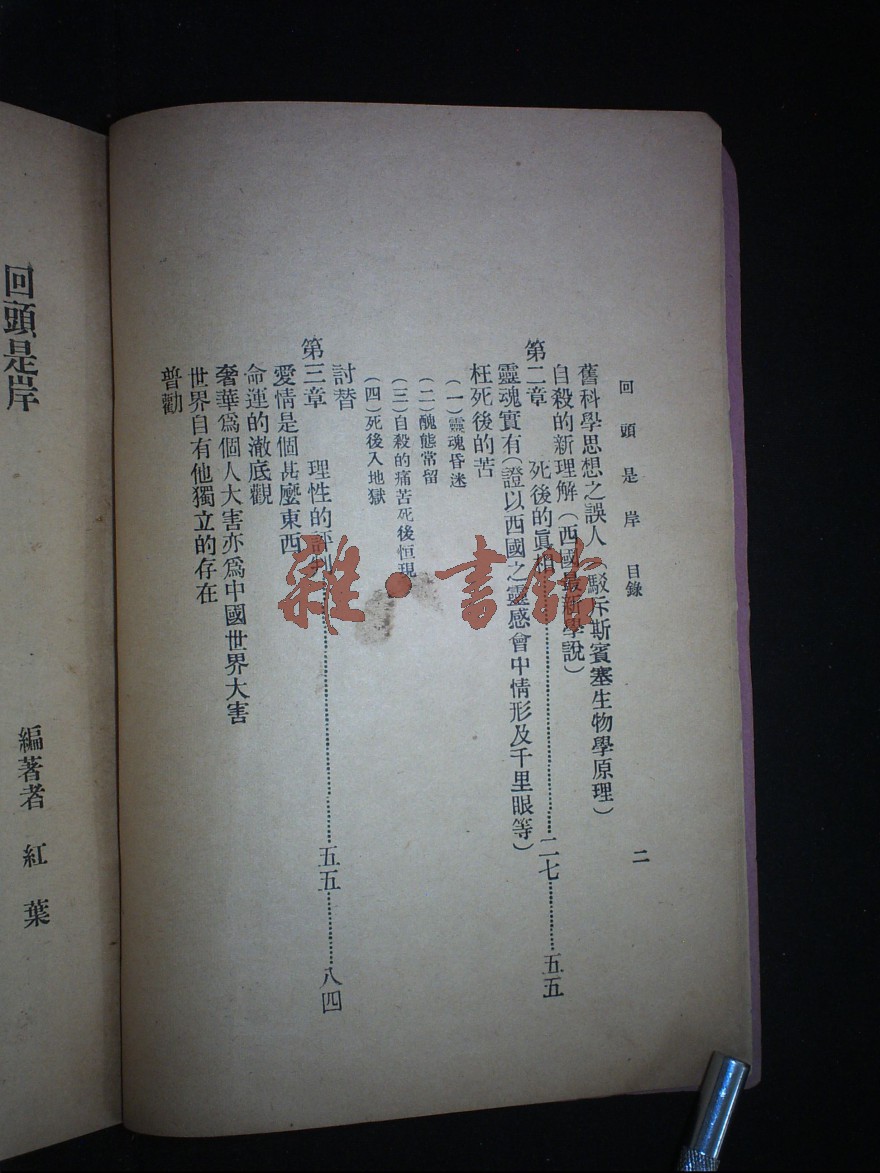 回頭是岸 目錄 二
舊科學思想之誤人(駁斥斯賓塞生物學原理)
自殺的新理解(西國最新學說)
第二章 死後的眞相……二七……五五
靈魂實有(證以西國之靈感會中情形及千里眼等)
枉死後的苦
(一)靈魂昏迷
(二)醜態常留
(三)自殺的痛苦死後恒現
(四)死後入地獄
討替
第三章 理性的評判……五五……八四
愛情是個甚麼東西
命運的澈底觀
奢華爲個人大害亦爲中國世界大害
世界自有他獨立的存在
普勸
回頭是岸
編著者 紅葉
雜·書館